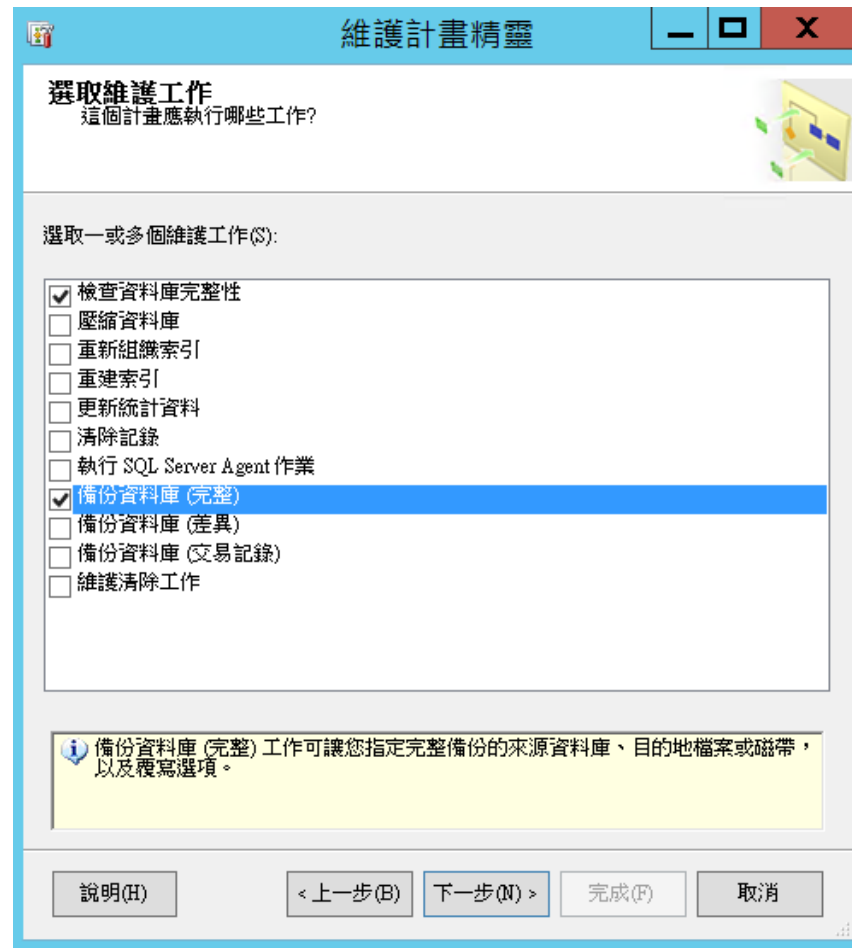 維護計畫精靈
選取維護工作
這個計畫應執行哪些工作?
選取一或多個維護工作(S):
檢查資料庫完整性
壓縮資料庫
重新組織索引
重建索引
更新統計資料
清除記錄
執行 SQL Server Agent 作業
備份資料庫 (完整)
備份資料庫 (差異)
備份資料庫 (交易記錄)
維護清除工作
備份資料庫 (完整) 工作可讓您指定完整備份的來源資料庫、目的地檔案或磁帶，
以及覆寫選項。
說明(H)
< 上一步(B)
下一步(N) >
完成(F)
取消